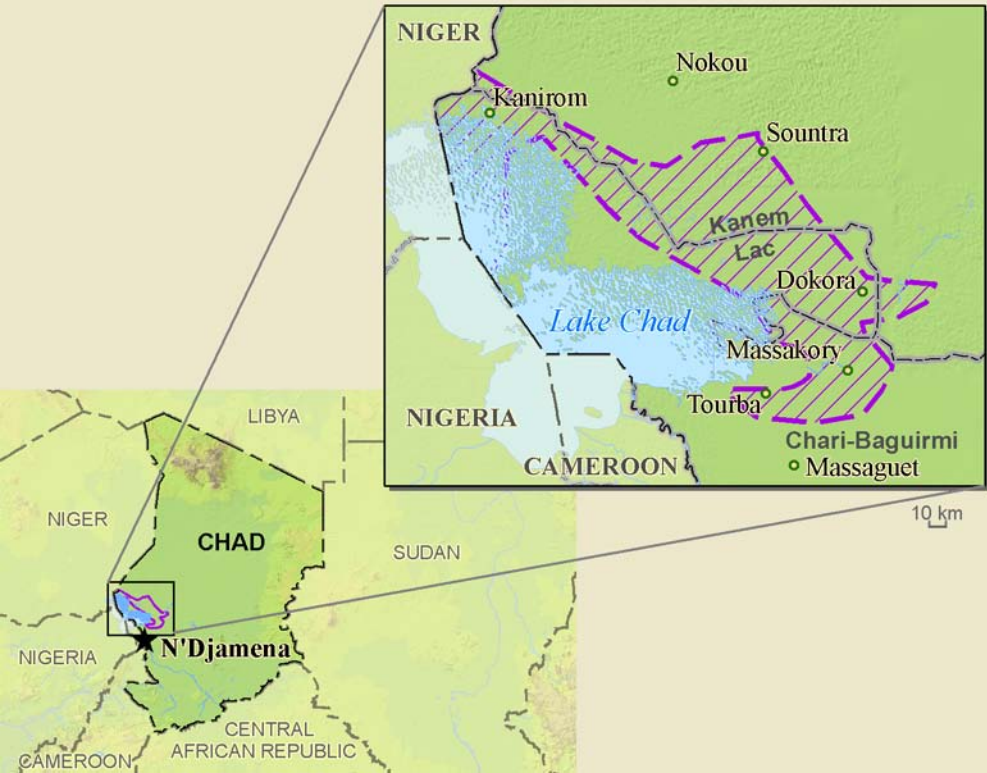 NIGER
Nokou
Kanirom
Sountra
Kanem
Lac
Dokora
Lake Chad
Massakory
Tourba
NIGERIA
Chari-Baguirmi
CAMEROON
Massaguet
10 km
LIBYA
NIGER
CHAD
SUDAN
N'Djamena
NIGERIA
CENTRAL
AFRICAN REPUBLIC
CAMEROON